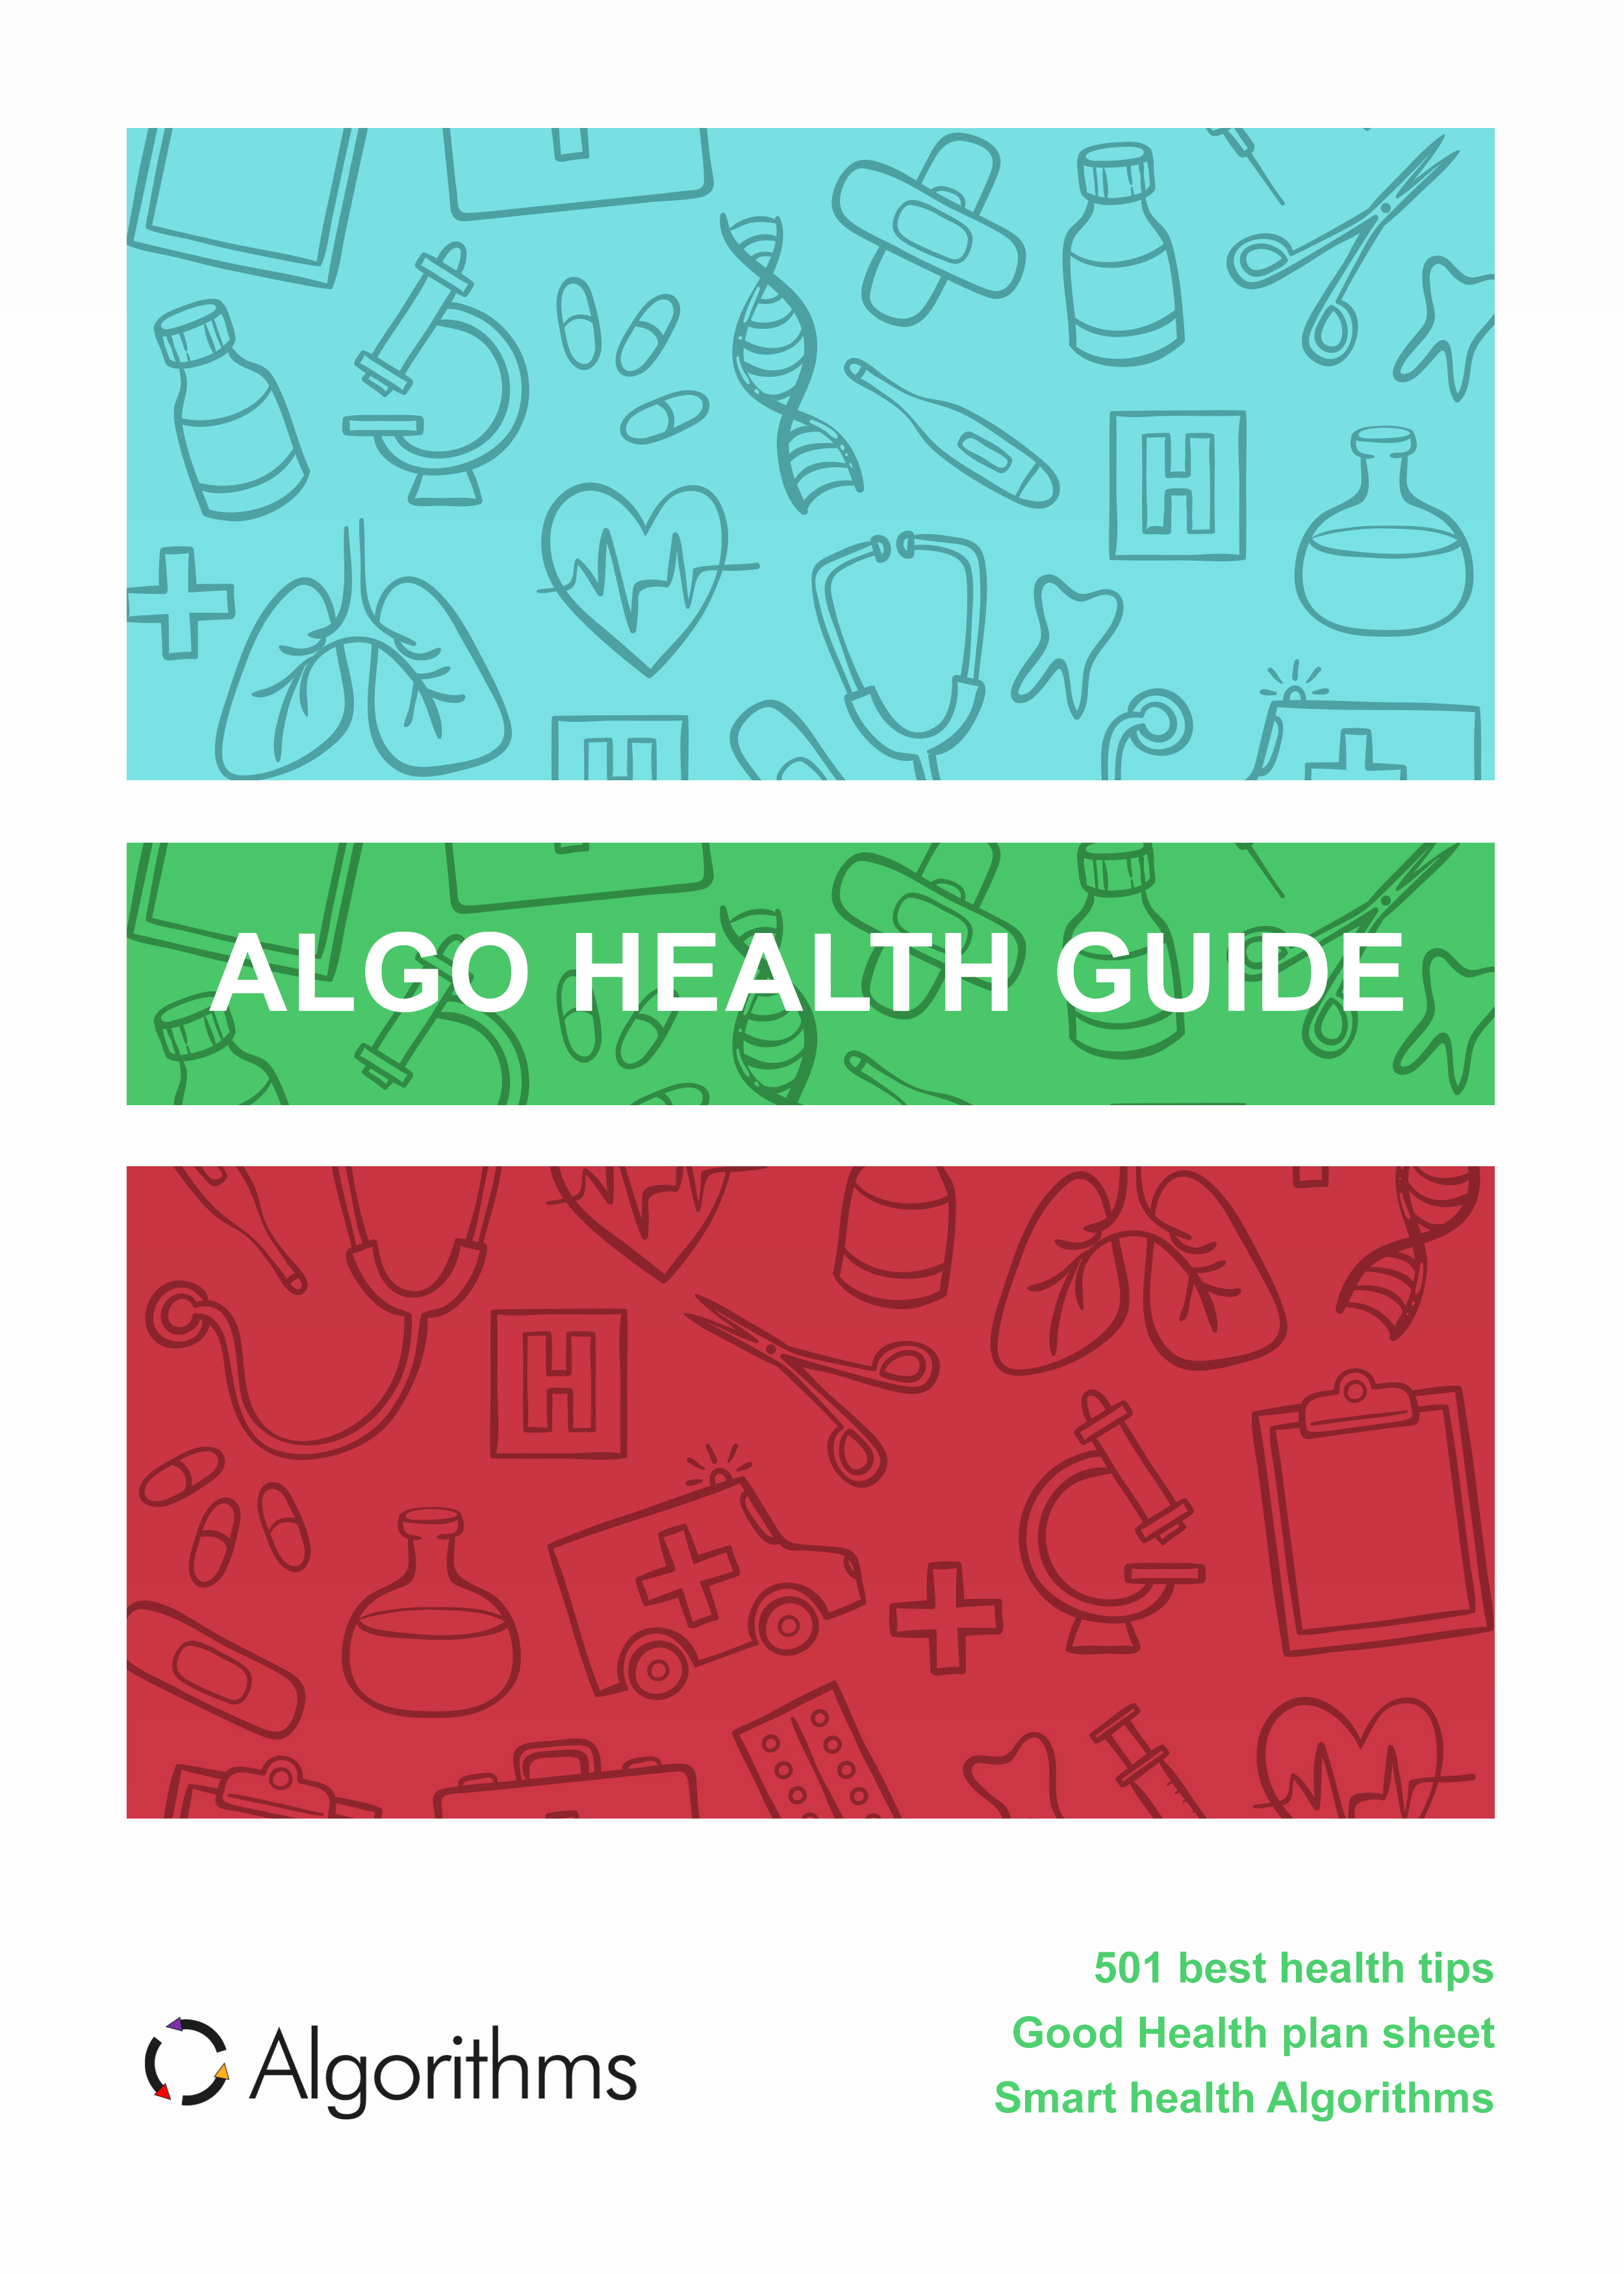 H
H
ALGO HEALTH GUIDE
H
501 best health tips
Good Health plan sheet
Smart health Algorithms
Algorithms